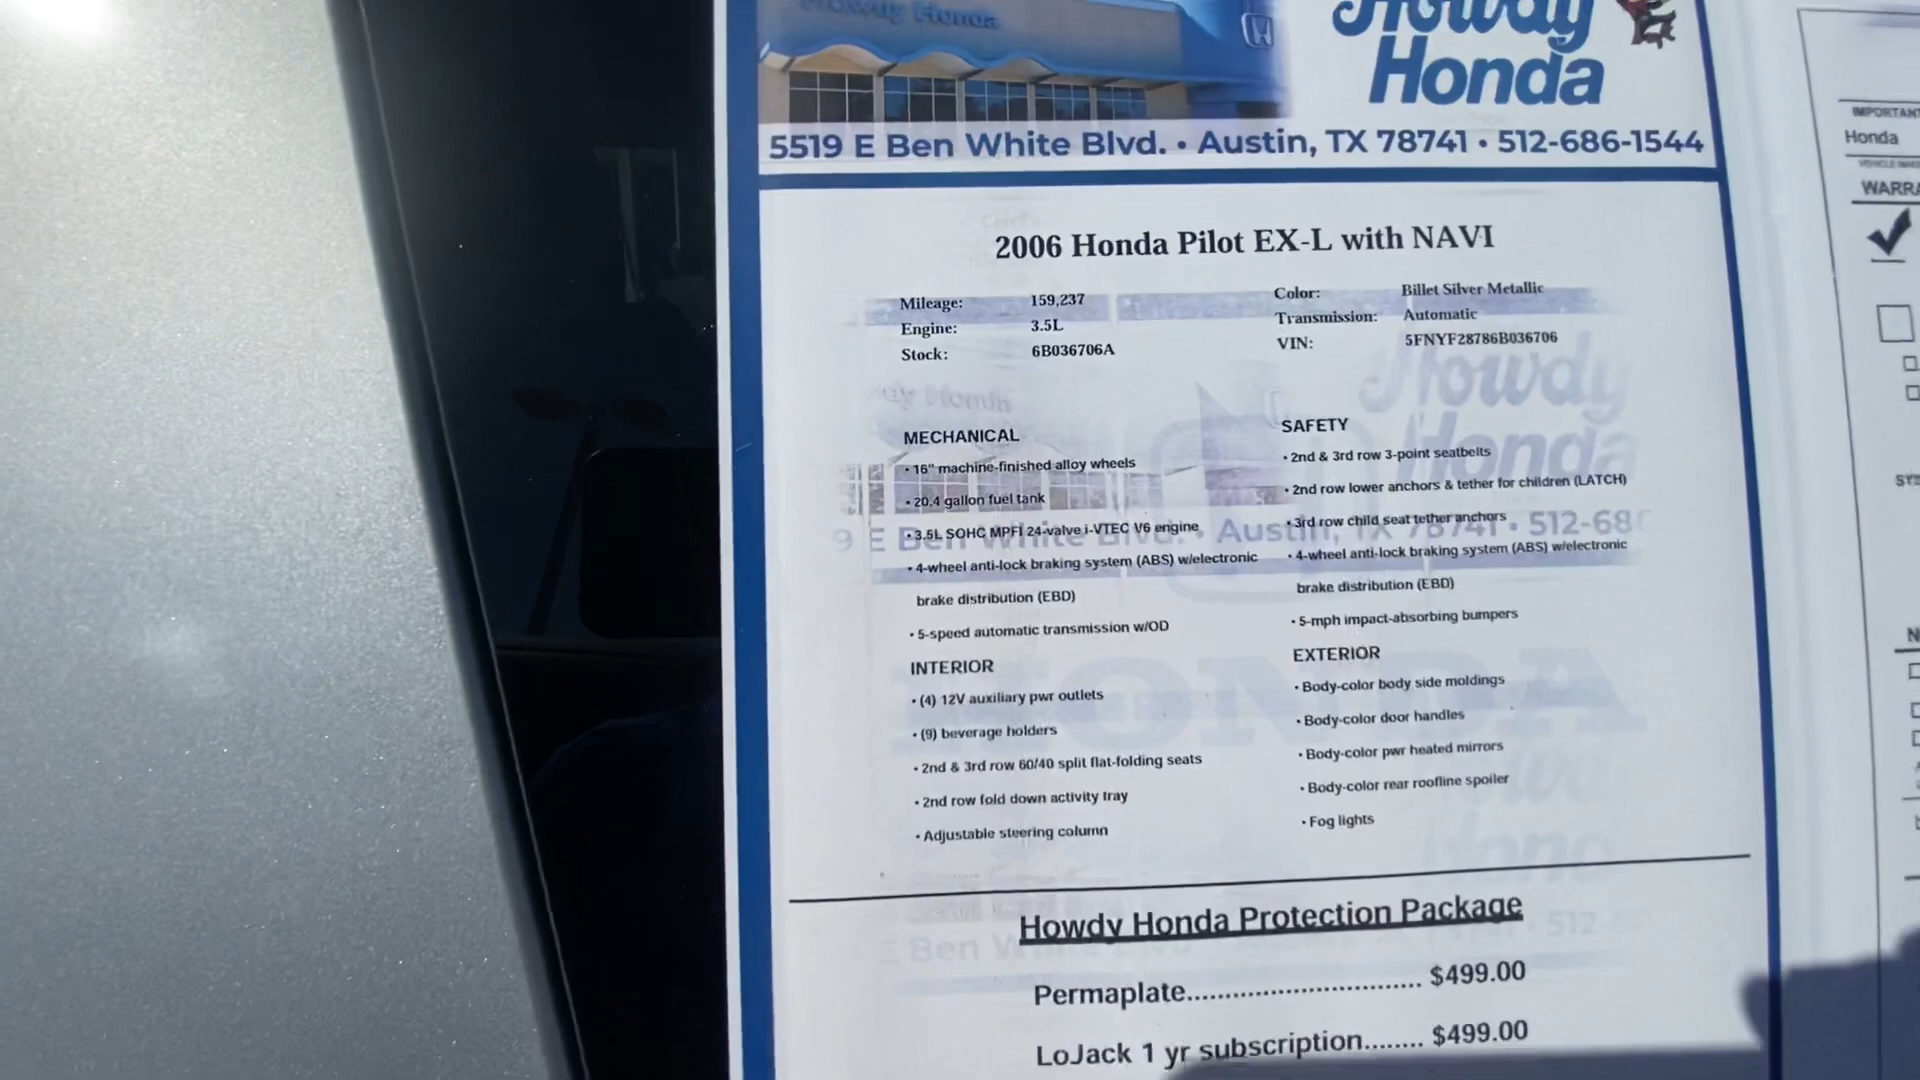 Howdy Honda
Howdy
Honda
5519 E Ben White Blvd. • Austin, TX 78741 • 512-686-1544
2006 Honda Pilot EX-L with NAVI
Mileage: 159,237
Engine: 3.5L
Stock: 6B036706A
Color: Billet Silver Metallic
Transmission: Automatic
VIN: 5FNYF28786B036706
MECHANICAL
• 16" machine-finished alloy wheels
• 20.4 gallon fuel tank
• 3.5L SOHC MPFI 24-valve i-VTEC V6 engine
• 4-wheel anti-lock braking system (ABS) w/electronic
brake distribution (EBD)
• 5-speed automatic transmission w/OD
INTERIOR
• (4) 12V auxiliary pwr outlets
• (9) beverage holders
• 2nd & 3rd row 60/40 split flat-folding seats
• 2nd row fold down activity tray
• Adjustable steering column
SAFETY
• 2nd & 3rd row 3-point seatbelts
• 2nd row lower anchors & tether for children (LATCH)
• 3rd row child seat tether anchors
• 4-wheel anti-lock braking system (ABS) w/electronic
brake distribution (EBD)
• 5-mph impact-absorbing bumpers
EXTERIOR
• Body-color body side moldings
• Body-color door handles
• Body-color pwr heated mirrors
• Body-color rear roofline spoiler
• Fog lights
Howdy Honda Protection Package
Permaplate.................................. $499.00
LoJack 1 yr subscription........ $499.00
IMPORTANT
Honda
WARRA